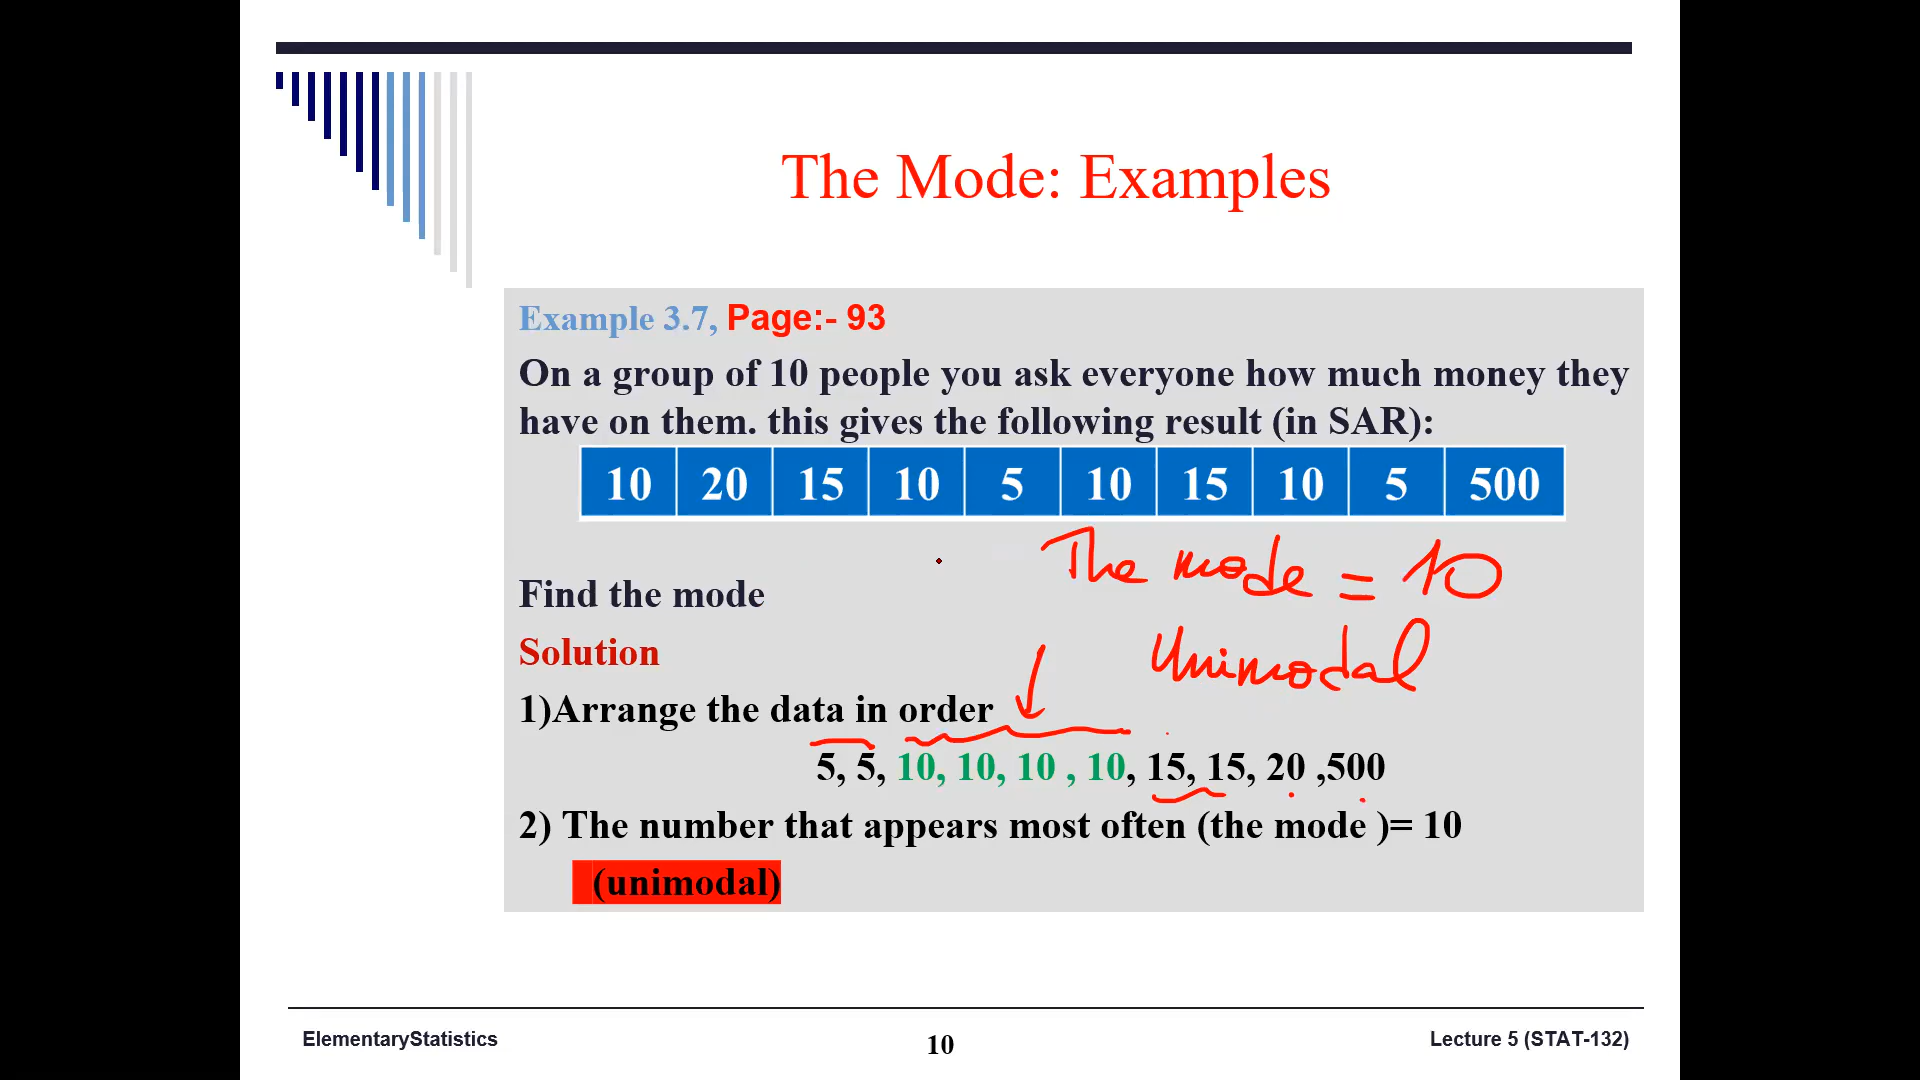 The Mode: Examples
Example 3.7, Page:- 93
On a group of 10 people you ask everyone how much money they
have on them. this gives the following result (in SAR):
10 20 15 10 5 10 15 10 5 500
The mode = 10
Find the mode
Unimodal
Solution
1)Arrange the data in order
5, 5, 10, 10, 10 , 10, 15, 15, 20 ,500
2) The number that appears most often (the mode )= 10
(unimodal)
ElementaryStatistics
10
Lecture 5 (STAT-132)